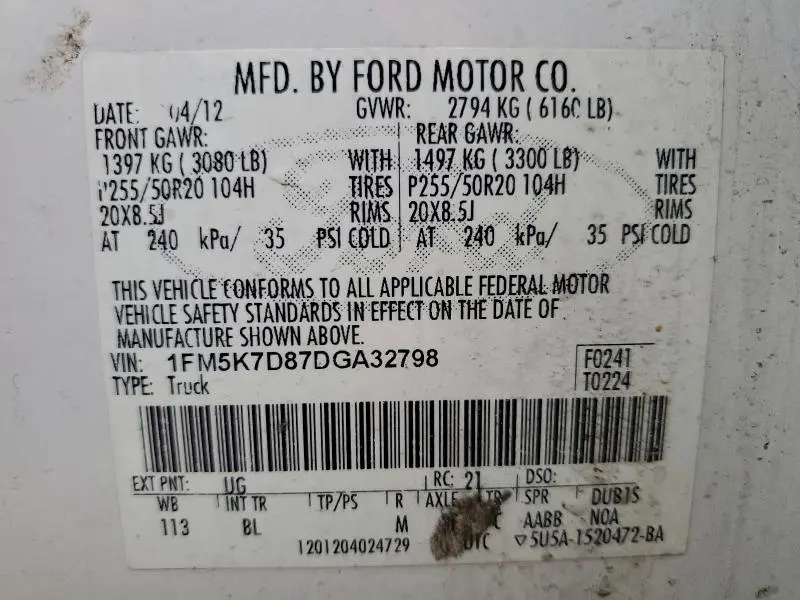 MFD. BY FORD MOTOR CO.
DATE: 04/12 GVWR: 2794 KG ( 6160 LB)
FRONT GAWR: REAR GAWR:
1397 KG ( 3080 LB) WITH 1497 KG ( 3300 LB) WITH
P255/50R20 104H TIRES P255/50R20 104H TIRES
20X8.5J RIMS 20X8.5J RIMS
AT 240 kPa/ 35 PSI COLD AT 240 kPa/ 35 PSI COLD
THIS VEHICLE CONFORMS TO ALL APPLICABLE FEDERAL MOTOR
VEHICLE SAFETY STANDARDS IN EFFECT ON THE DATE OF
MANUFACTURE SHOWN ABOVE.
VIN: 1FM5K7D87DGA32798 F0241
TYPE: Truck T0224
EXT PNT: UG RC: 21 DSO:
WB INT TR TP/PS R AXLE TR SPR DUB1S
113 BL M C AABB NOA
1201204024729 UTC ▽5U5A-1520472-BA